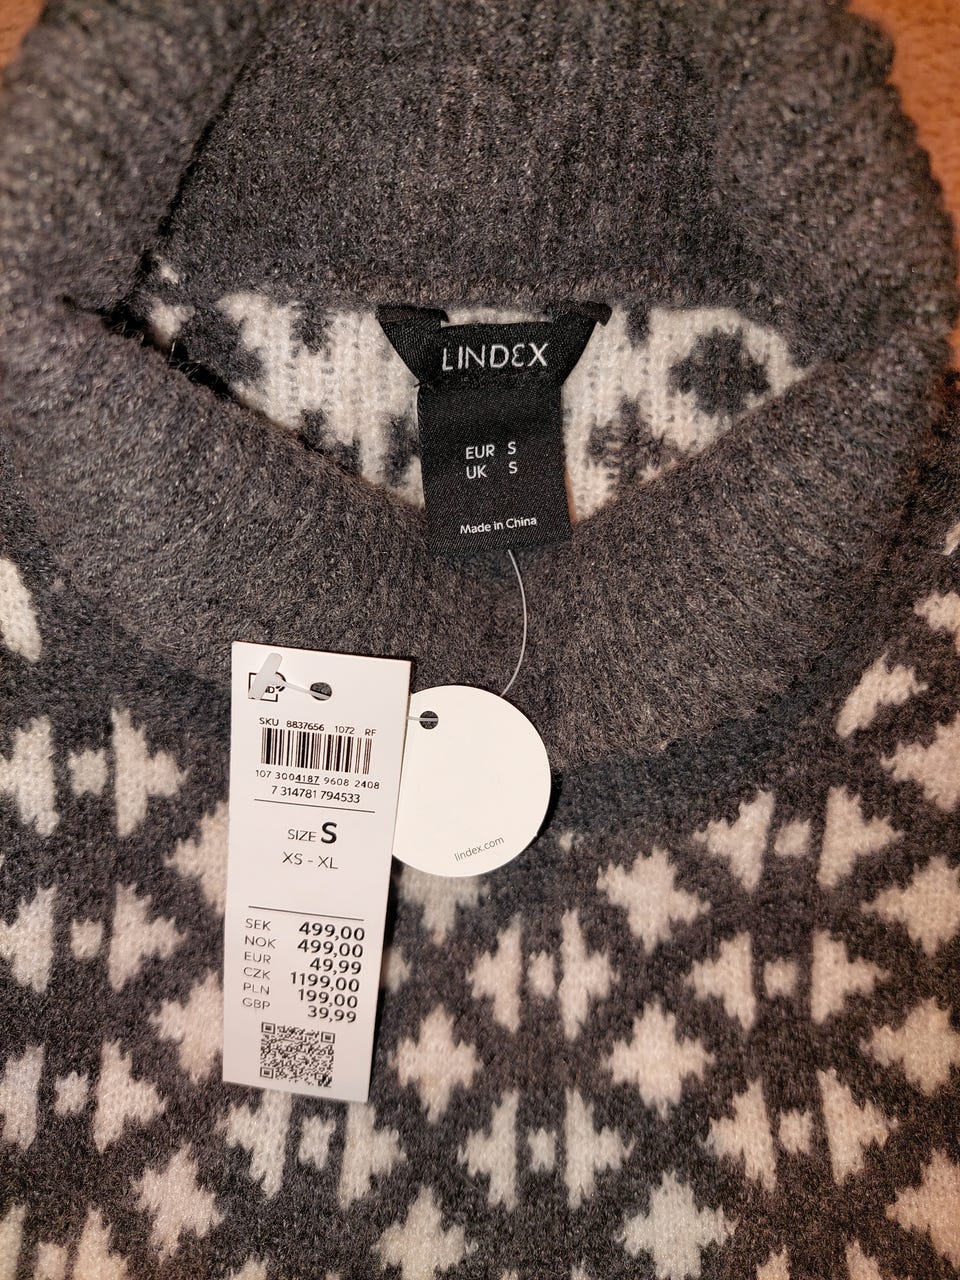 LINDEX
EUR S
UK S
Made in China
SKU 8837656 1072 RF
107 3004187 9608 2408
7 314781 794533
SIZE S
XS - XL
SEK 499,00
NOK 499,00
EUR 49,99
CZK 1199,00
PLN 199,00
GBP 39,99
lindex.com